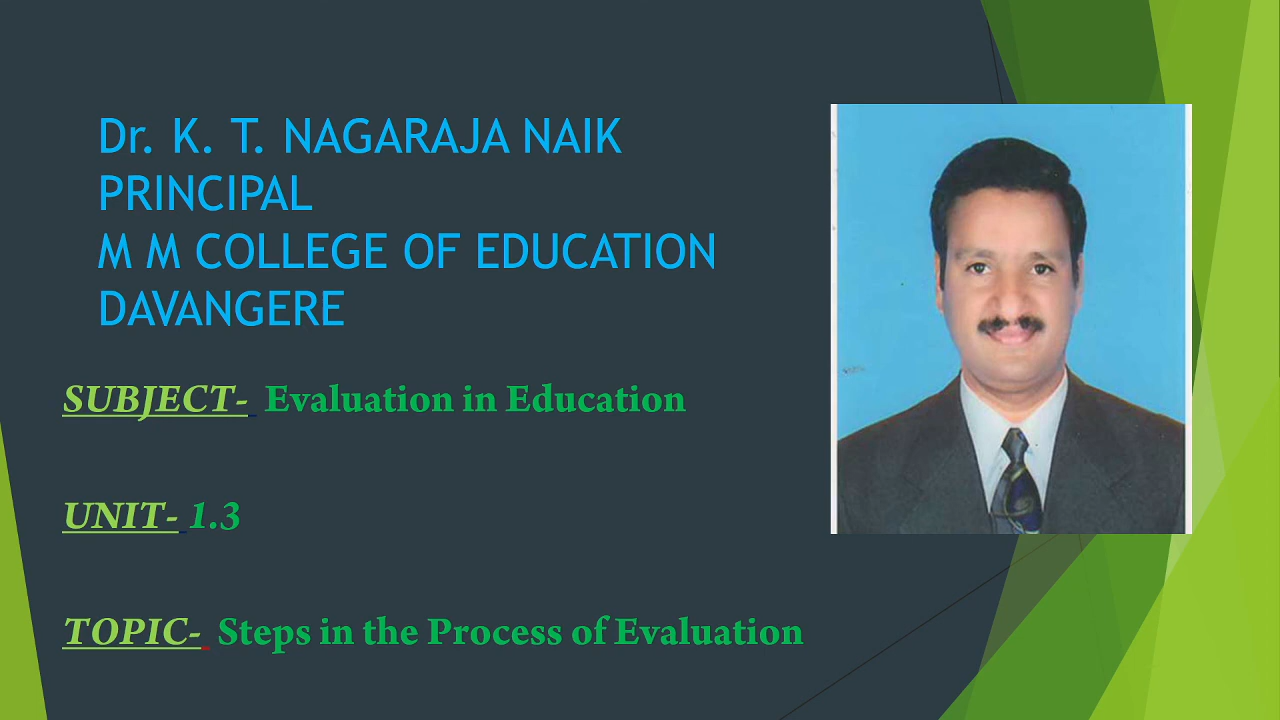 Dr. K. T. NAGARAJA NAIK
PRINCIPAL
M M COLLEGE OF EDUCATION
DAVANGERE
SUBJECT- Evaluation in Education
UNIT- 1.3
TOPIC- Steps in the Process of Evaluation